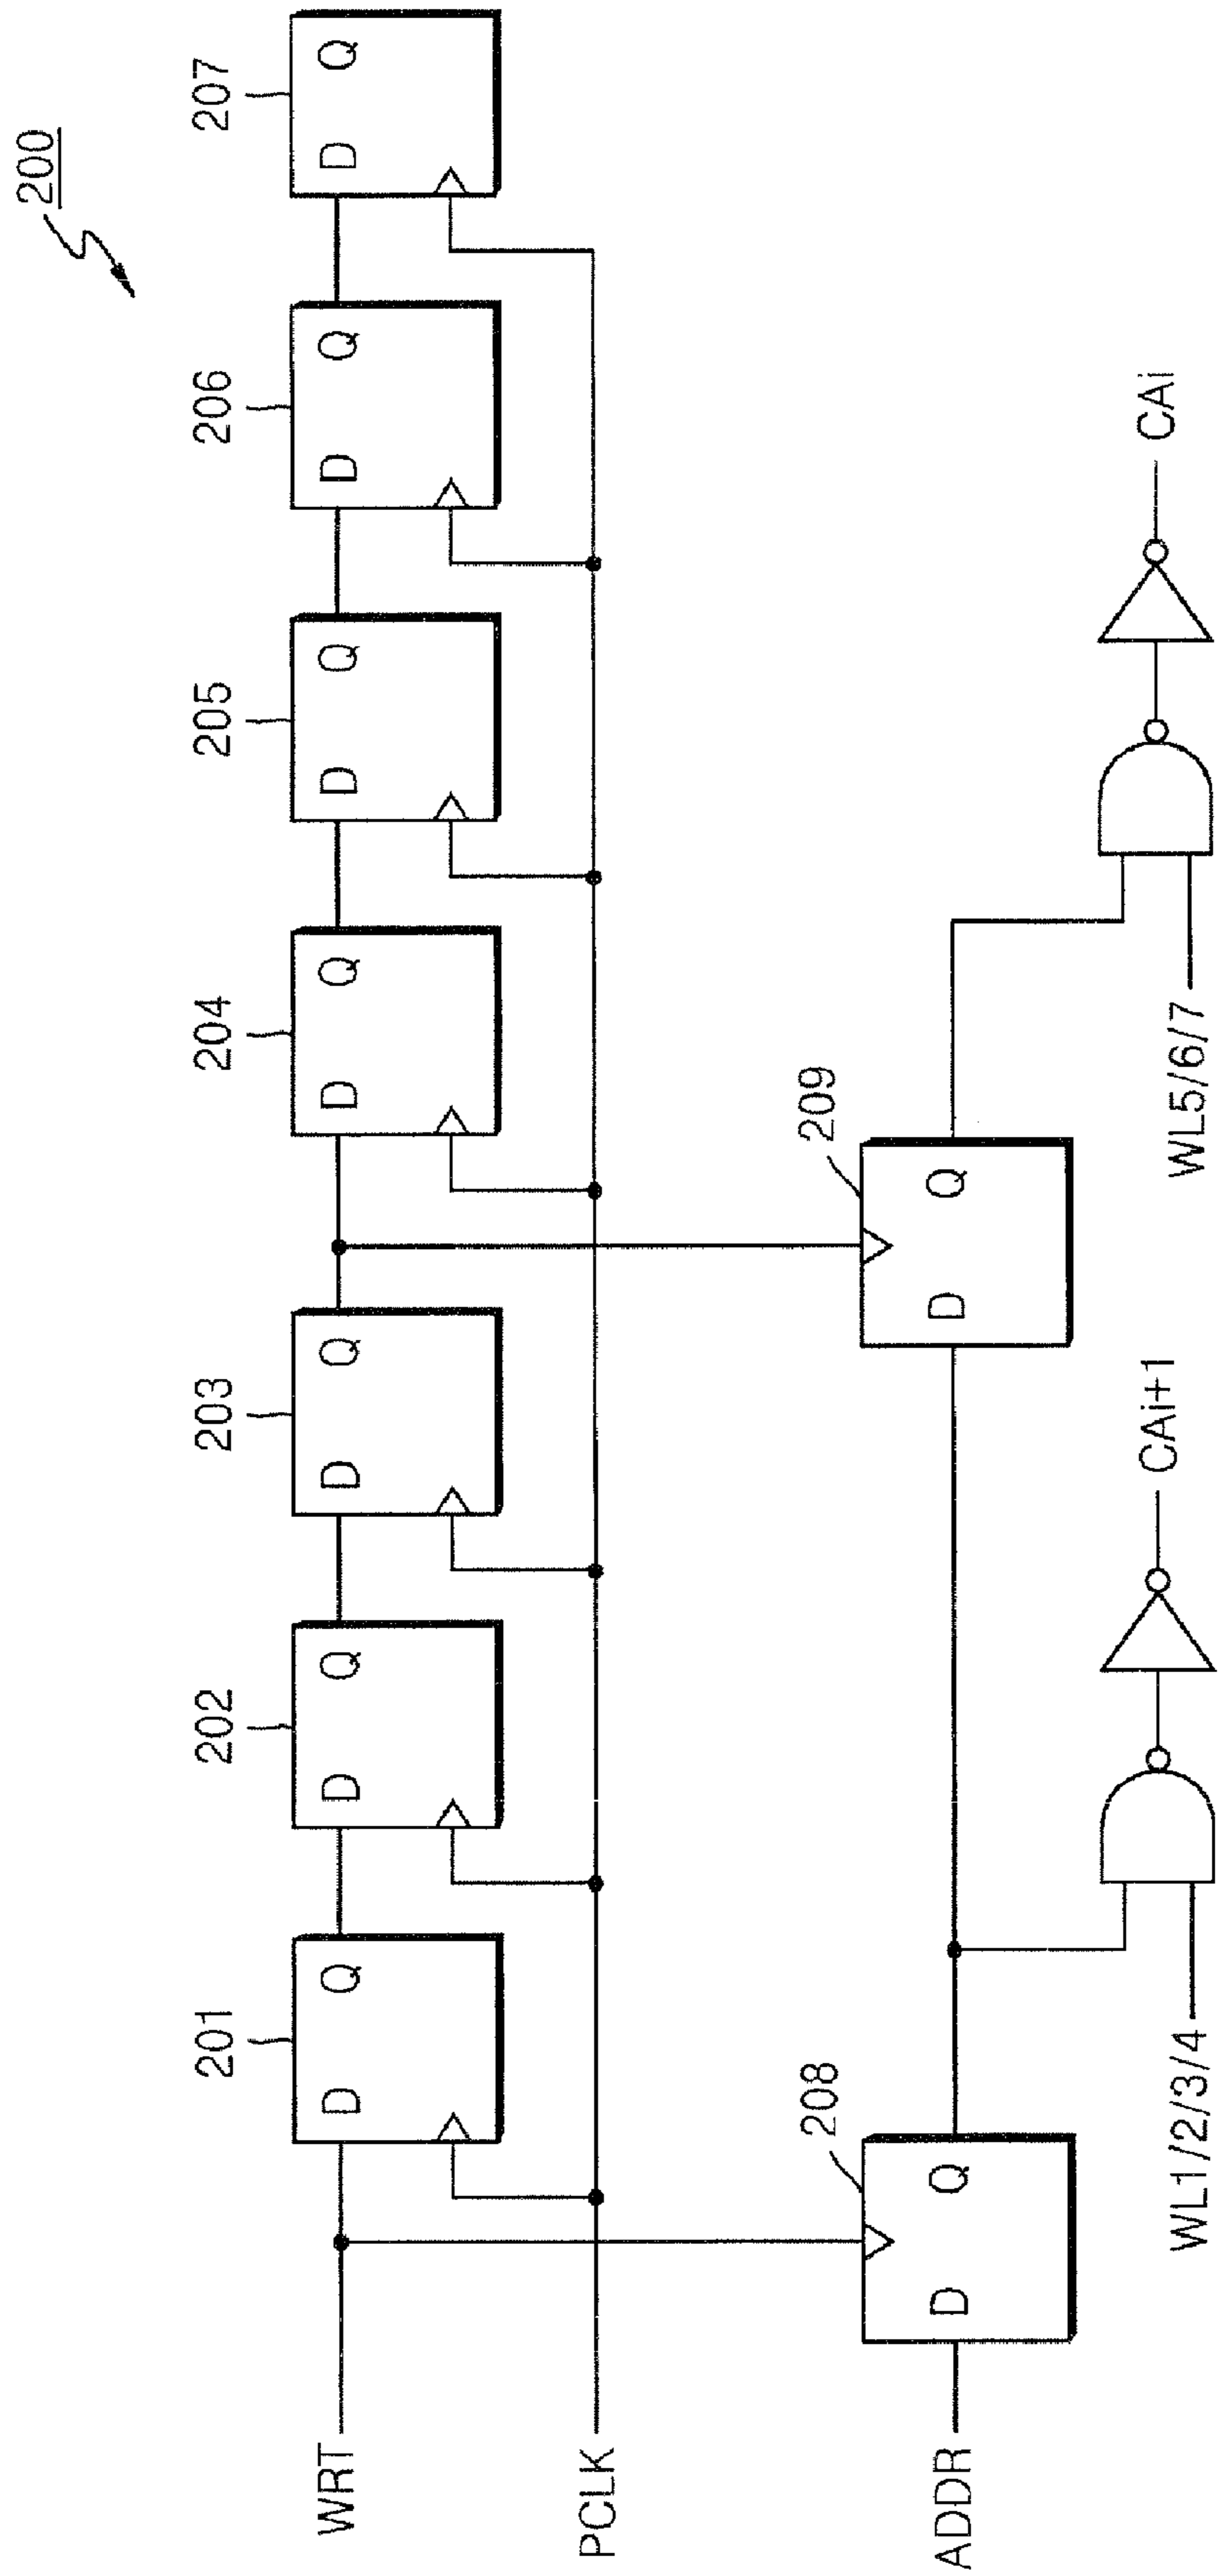 200
201
202
203
204
205
206
207
D Q
D Q
D Q
D Q
D Q
D Q
D Q
WRT
PCLK
208
209
D Q
D Q
ADDR
CAi+1
CAi
WL1/2/3/4
WL5/6/7